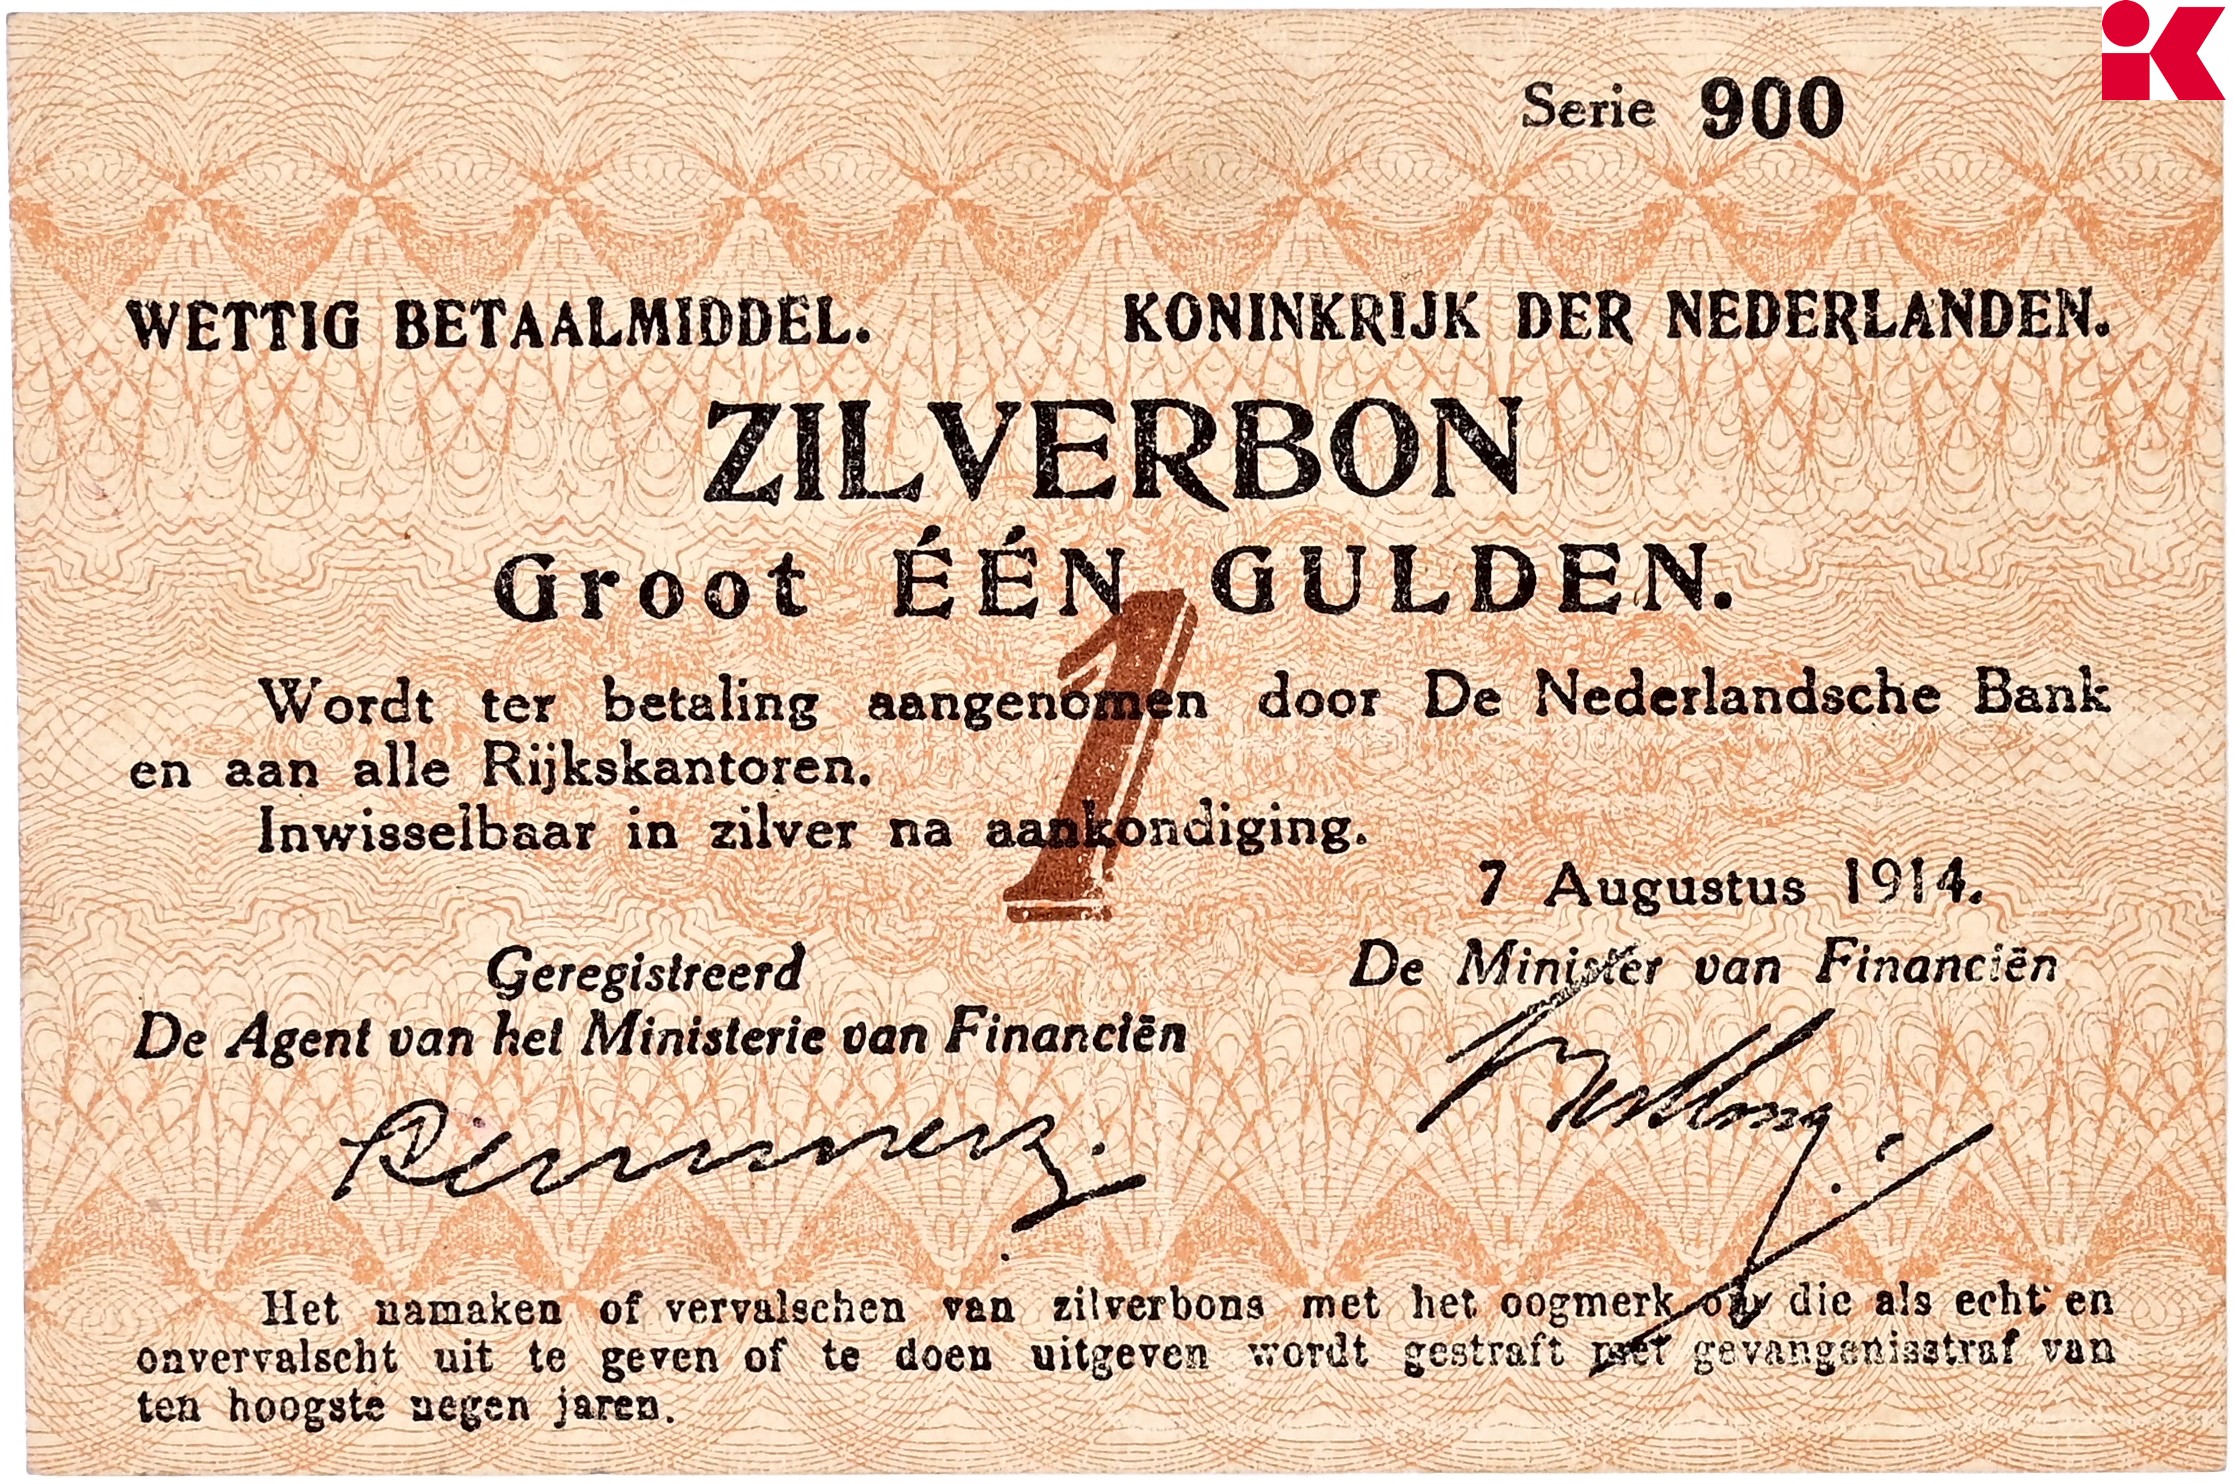 Serie 900
WETTIG BETAALMIDDEL. KONINKRIJK DER NEDERLANDEN.
ZILVERBON
Groot ÉÉN GULDEN.
1
Wordt ter betaling aangenomen door De Nederlandsche Bank
en aan alle Rijkskantoren.
Inwisselbaar in zilver na aankondiging.
7 Augustus 1914.
Geregistreerd
De Agent van het Ministerie van Financiën
De Minister van Financiën
Het namaken of vervalschen van zilverbons met het oogmerk om die als echt en
onvervalscht uit te geven of te doen uitgeven wordt gestraft met gevangenisstraf van
ten hoogste negen jaren.
iK